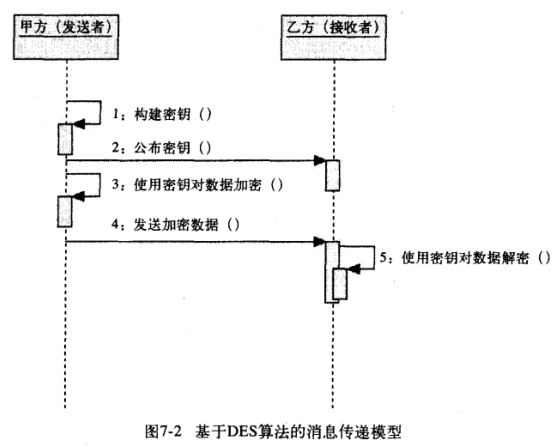 甲方（发送者）
乙方（接收者）
1：构建密钥（）
2：公布密钥（）
3：使用密钥对数据加密（）
4：发送加密数据（）
5：使用密钥对数据解密（）
图7-2 基于DES算法的消息传递模型